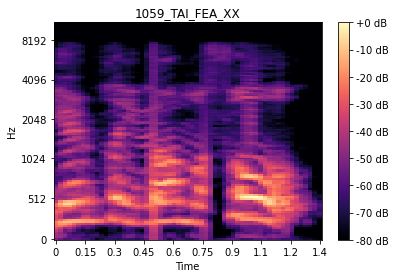 1059_TAI_FEA_XX
+0 dB
8192
-10 dB
4096
-20 dB
-30 dB
2048
Hz
-40 dB
1024
-50 dB
512
-60 dB
-70 dB
0
-80 dB
0 0.15 0.3 0.45 0.6 0.75 0.9 1.1 1.2 1.4
Time